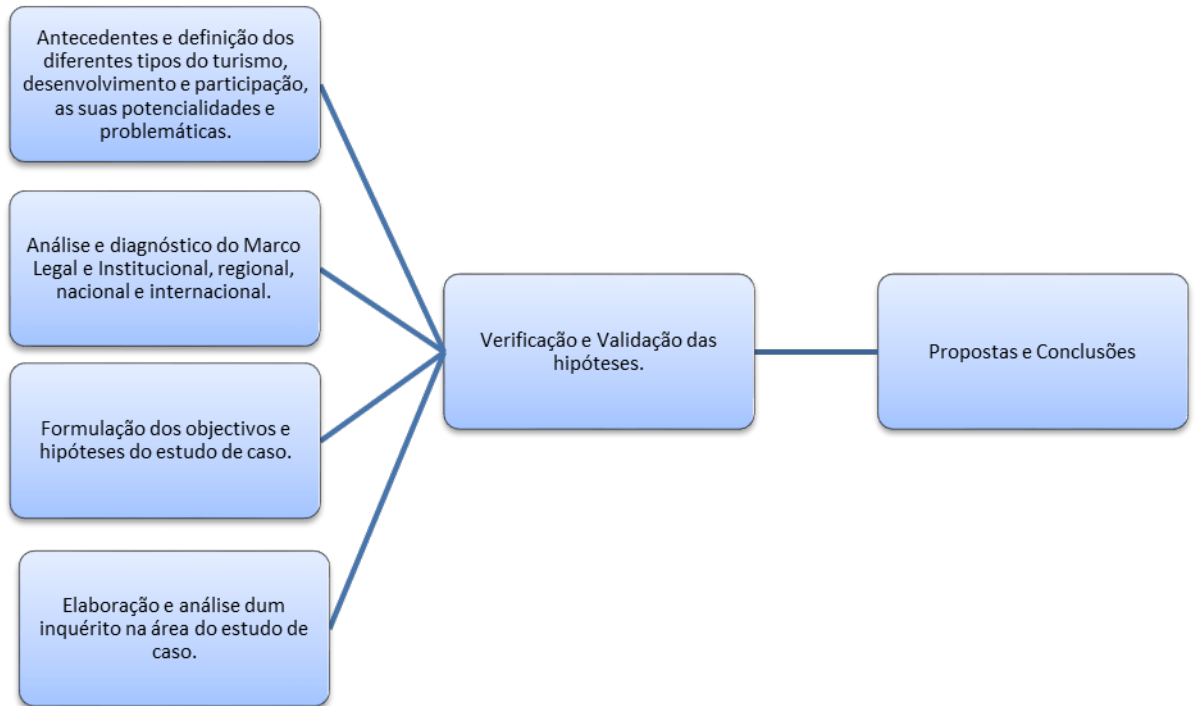 Antecedentes e definição dos
diferentes tipos do turismo,
desenvolvimento e participação,
as suas potencialidades e
problemáticas.
Análise e diagnóstico do Marco
Legal e Institucional, regional,
nacional e internacional.
Formulação dos objectivos e
hipóteses do estudo de caso.
Elaboração e análise dum
inquérito na área do estudo de
caso.
Verificação e Validação das
hipóteses.
Propostas e Conclusões